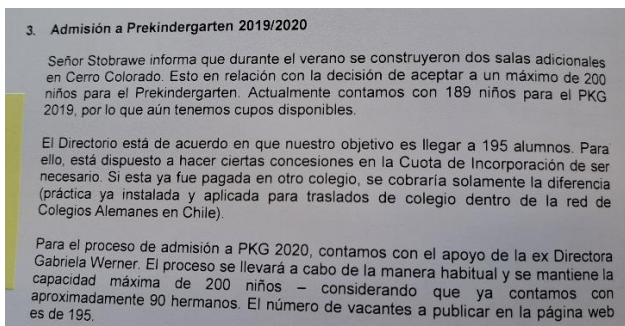 3. Admisión a Prekindergarten 2019/2020
Señor Stobrawe informa que durante el verano se construyeron dos salas adicionales
en Cerro Colorado. Esto en relación con la decisión de aceptar a un máximo de 200
niños para el Prekindergarten. Actualmente contamos con 189 niños para el PKG
2019, por lo que aún tenemos cupos disponibles.
El Directorio está de acuerdo en que nuestro objetivo es llegar a 195 alumnos. Para
ello, está dispuesto a hacer ciertas concesiones en la Cuota de Incorporación de ser
necesario. Si esta ya fue pagada en otro colegio, se cobraría solamente la diferencia
(práctica ya instalada y aplicada para traslados de colegio dentro de la red de
Colegios Alemanes en Chile).
Para el proceso de admisión a PKG 2020, contamos con el apoyo de la ex Directora
Gabriela Werner. El proceso se llevará a cabo de la manera habitual y se mantiene la
capacidad máxima de 200 niños – considerando que ya contamos con
aproximadamente 90 hermanos. El número de vacantes a publicar en la página web
es de 195.